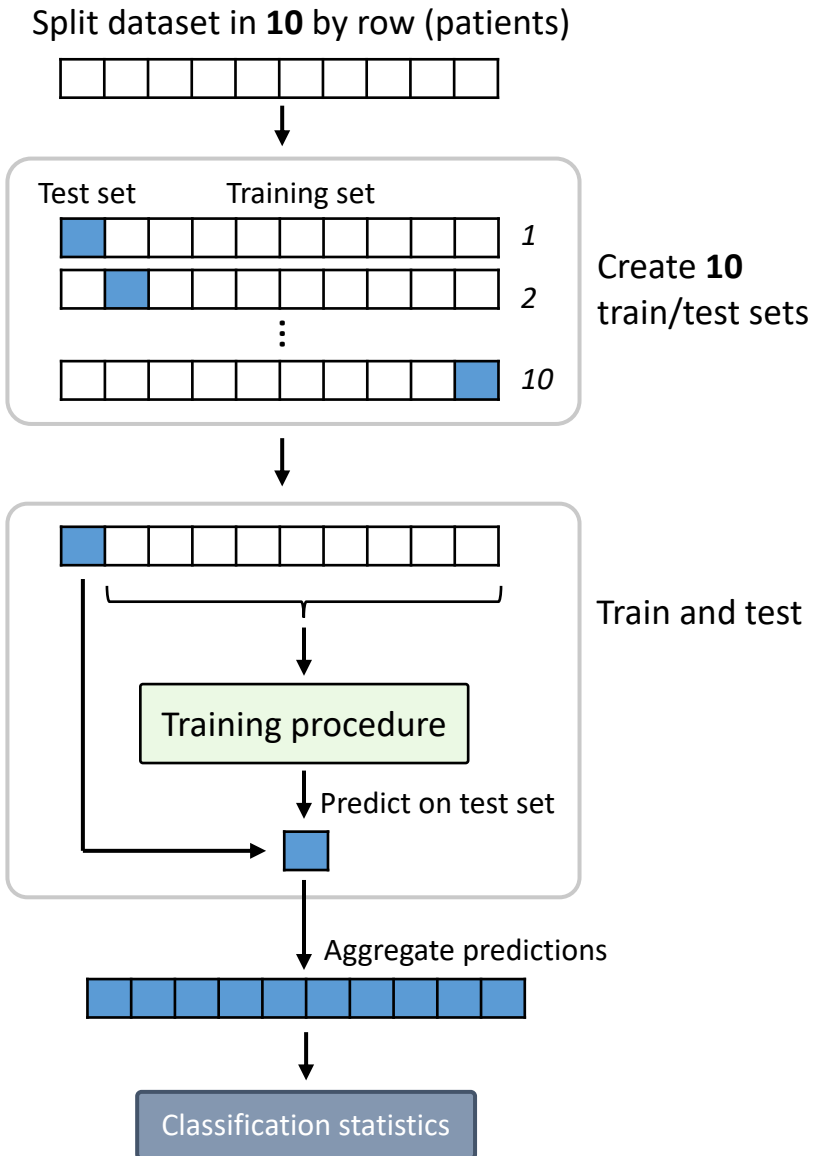 Split dataset in 10 by row (patients)
Test set
Training set
1
2
⋮
10
Create 10
train/test sets
Train and test
Training procedure
Predict on test set
Aggregate predictions
Classification statistics